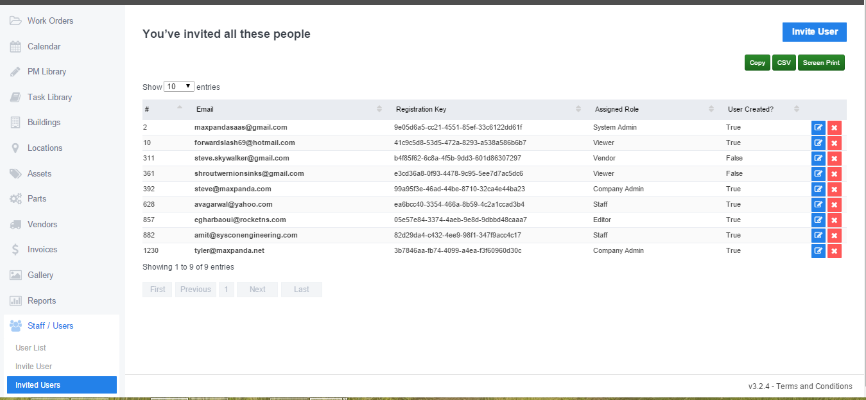 Work Orders
Calendar
PM Library
Task Library
Buildings
Locations
Assets
Parts
Vendors
Invoices
Gallery
Reports
Staff / Users
User List
Invite User
Invited Users
You've invited all these people
Invite User
Copy CSV Screen Print
Show 10 entries
# Email Registration Key Assigned Role User Created?
2 maxpandasaas@gmail.com 9e05d6a5-cc21-4551-85ef-33c6122dd61f System Admin True
10 forwardslash69@hotmail.com 41c9c5d8-53d5-472a-8293-a538a586b6b7 Viewer True
311 steve.skywalker@gmail.com b4f85f62-6c8a-4f5b-9dd3-601d86307297 Vendor False
361 shroutwernionsinks@gmail.com e3cd36a8-0f93-4478-9c95-5ee7d7ac5dc6 Viewer False
392 steve@maxpanda.com 99a95f3e-46ad-44be-8710-32ca4e44ba23 Company Admin True
628 avagarwal@yahoo.com ea6bcc40-3354-466a-8b59-4c2a1ccad3b4 Staff True
857 egharbaoui@rocketns.com 05e57e84-3374-4aeb-9e8d-9dbbd48caaa7 Editor True
882 amit@sysconengineering.com 82d29da4-c432-4ee9-98f1-347f9acc4c17 Staff True
1230 tyler@maxpanda.net 3b7846aa-fb74-4099-a4ea-f3f60960d30c Company Admin True
Showing 1 to 9 of 9 entries
First Previous 1 Next Last
v3.2.4 - Terms and Conditions